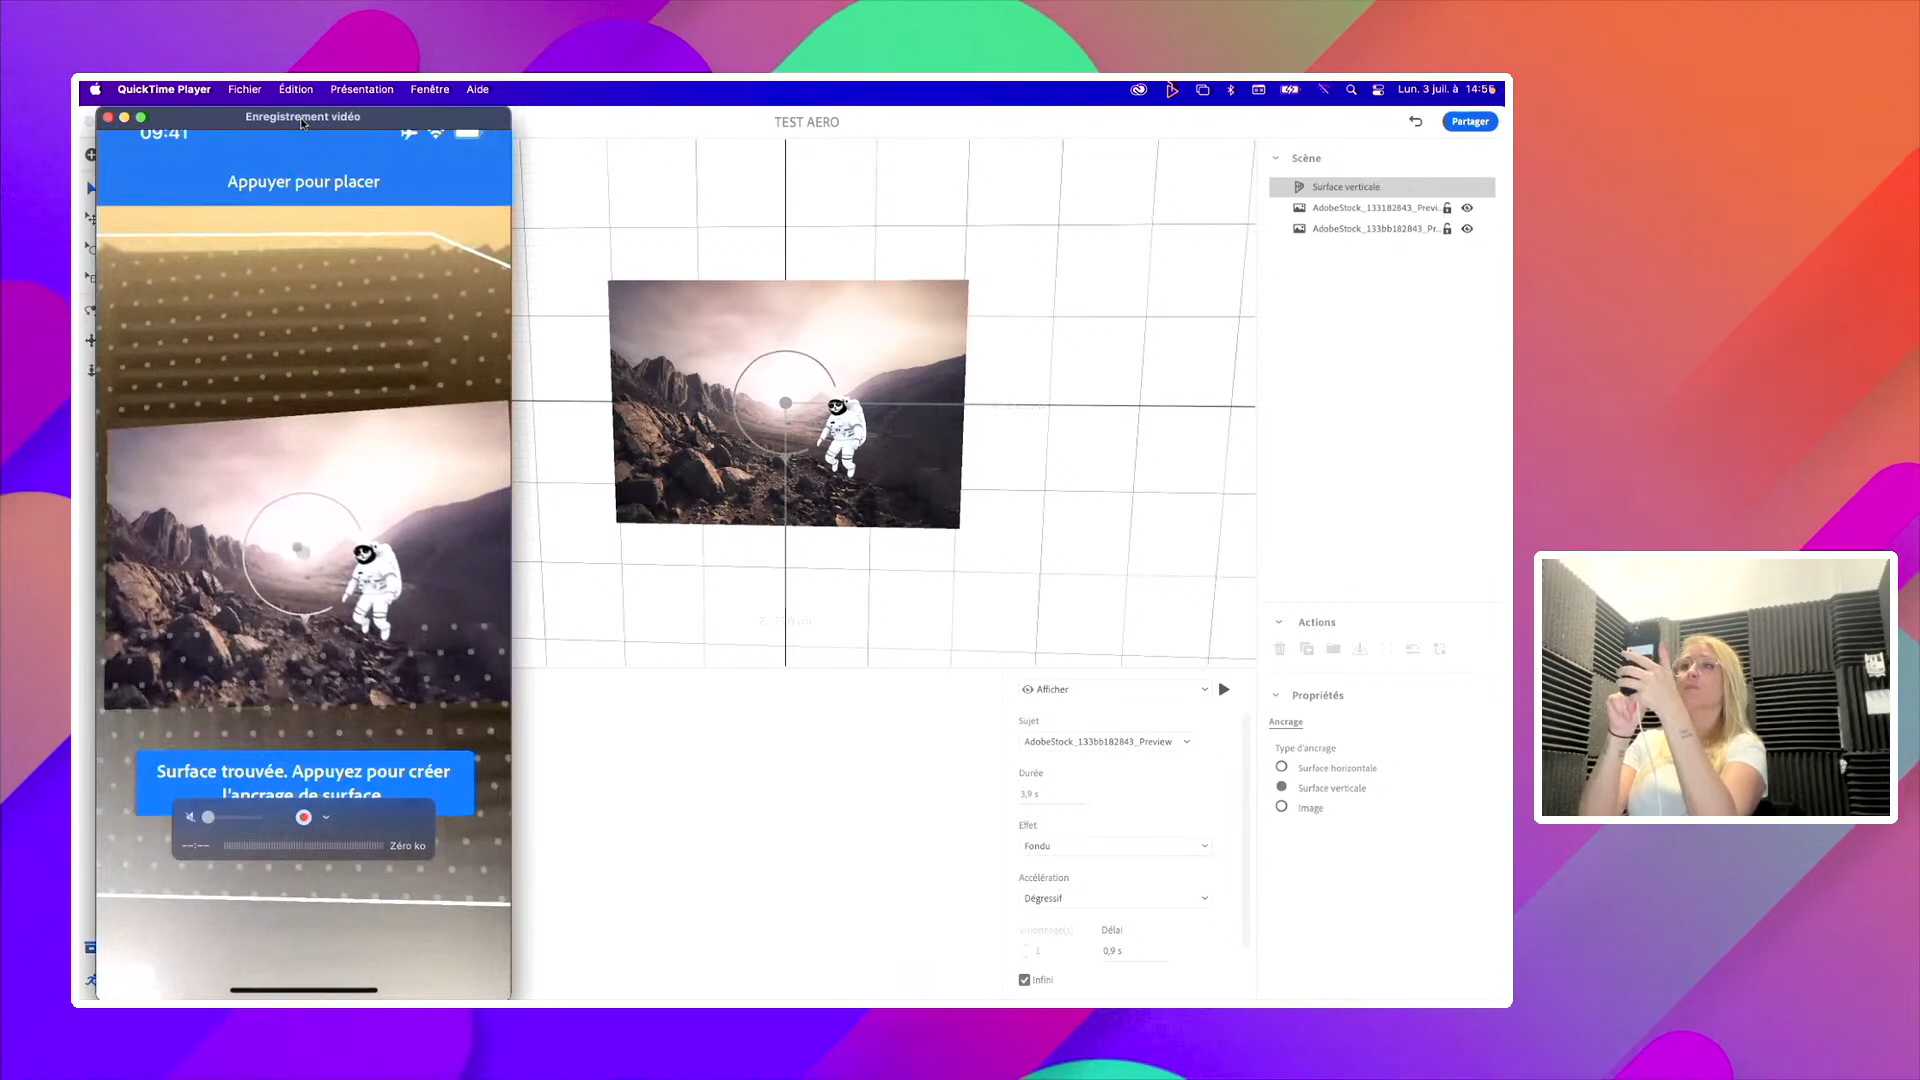 QuickTime Player Fichier Édition Présentation Fenêtre Aide
Lun. 3 juil. à 14:56
Enregistrement vidéo
09:41
Appuyer pour placer
Surface trouvée. Appuyez pour créer
l'ancrage de surface
--:--
Zéro ko
TEST AERO
Partager
Scène
Surface verticale
AdobeStock_133182843_Previ...
AdobeStock_133bb182843_Pr...
Afficher
Sujet
AdobeStock_133bb182843_Preview
Durée
3,9 s
Effet
Fondu
Accélération
Dégressif
Visionnage(s)
1
Délai
0,9 s
Infini
Actions
Propriétés
Ancrage
Type d'ancrage
Surface horizontale
Surface verticale
Image